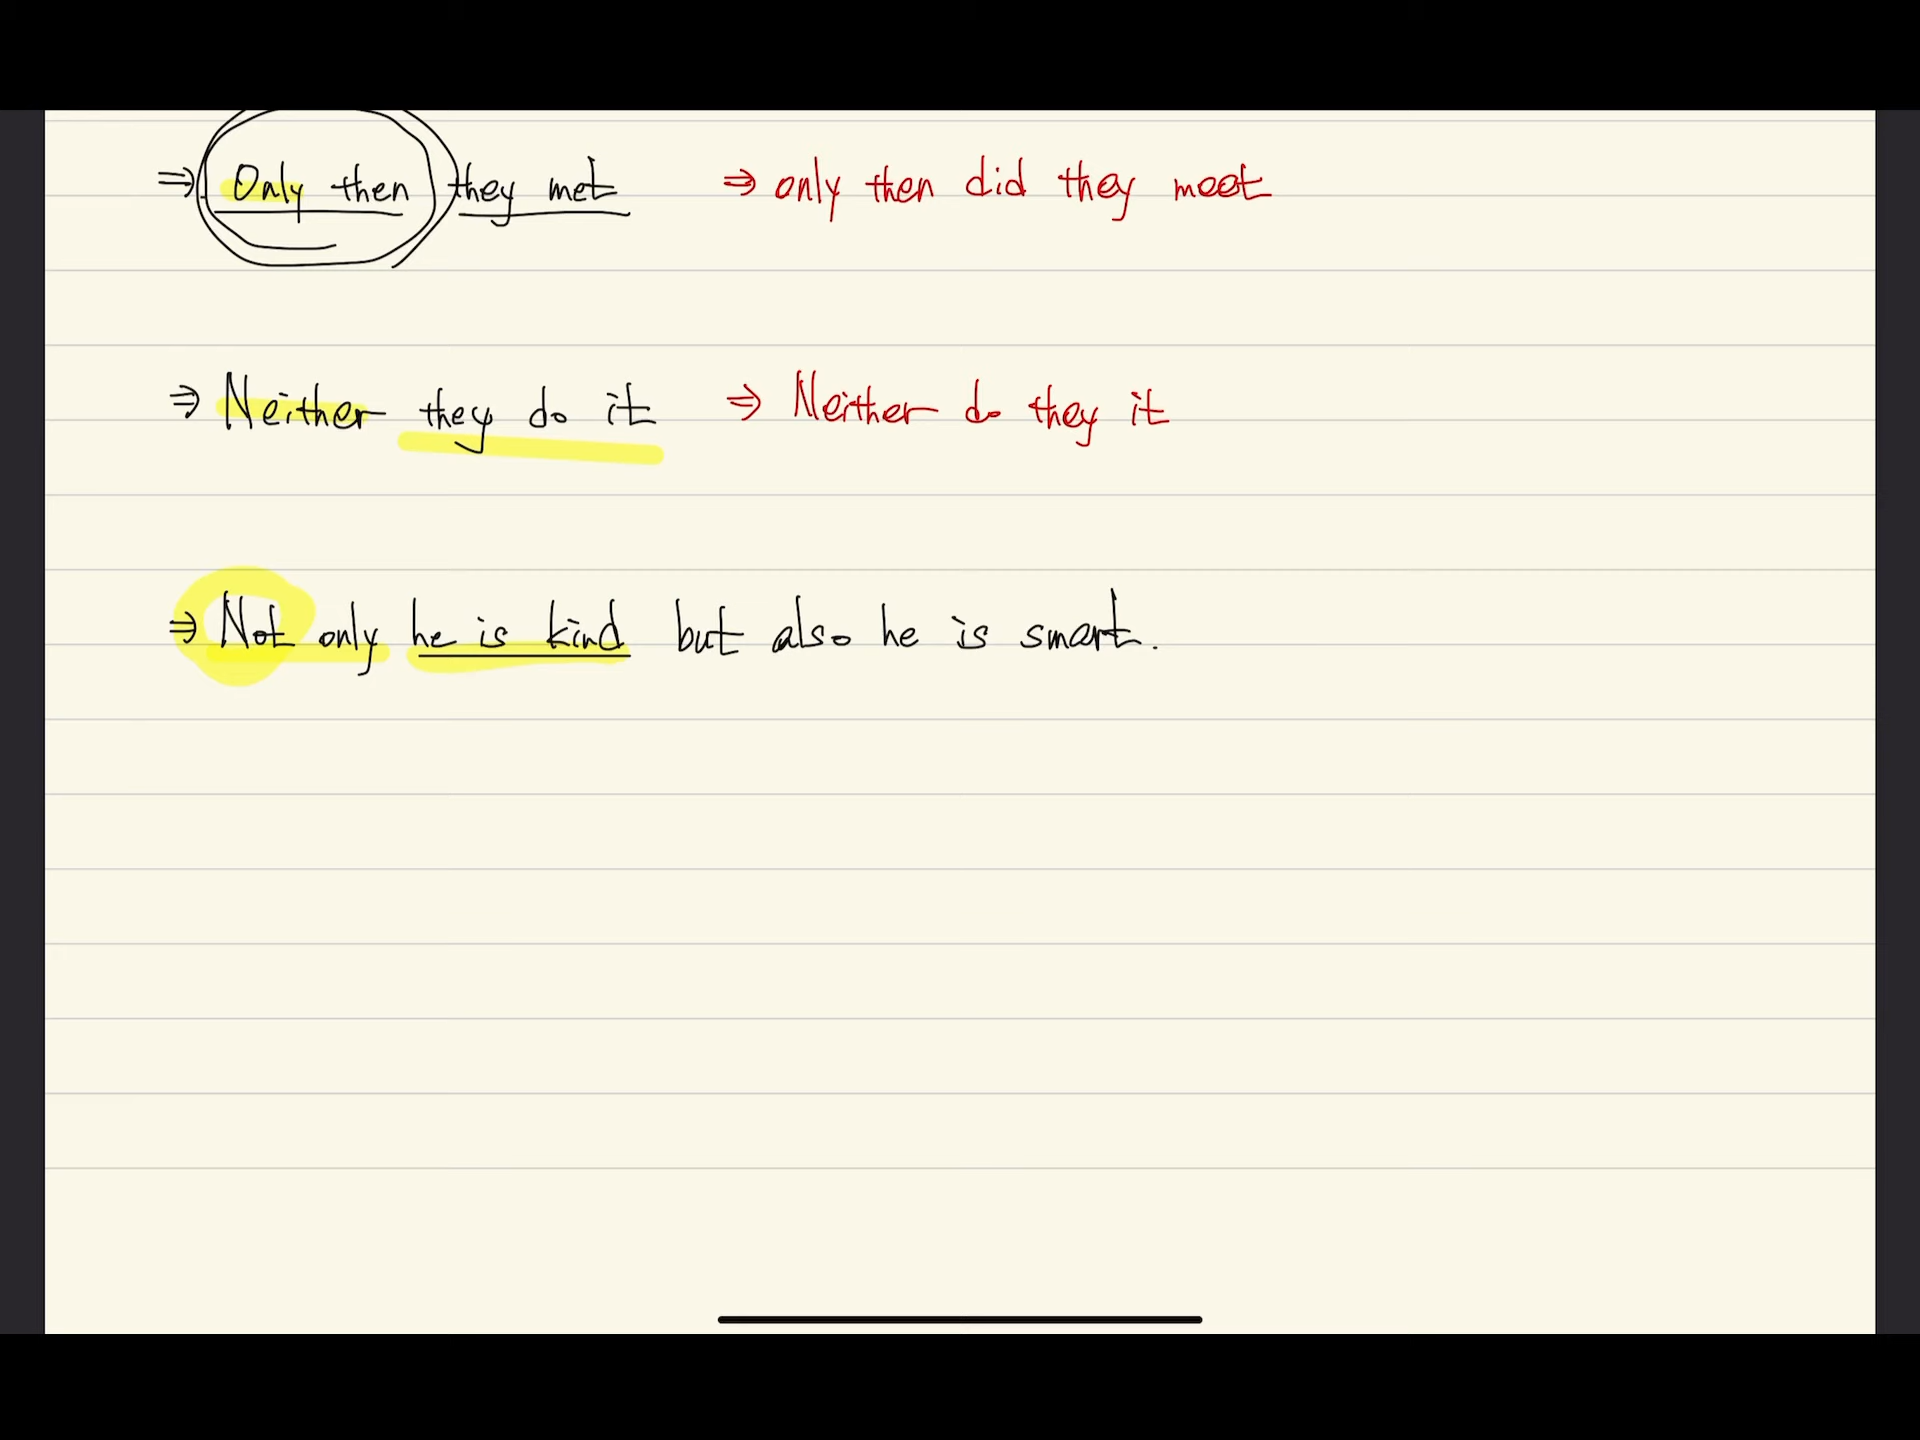 ⇒ Only then they met ⇒ only then did they meet
⇒ Neither they do it ⇒ Neither do they it
⇒ Not only he is kind but also he is smart.